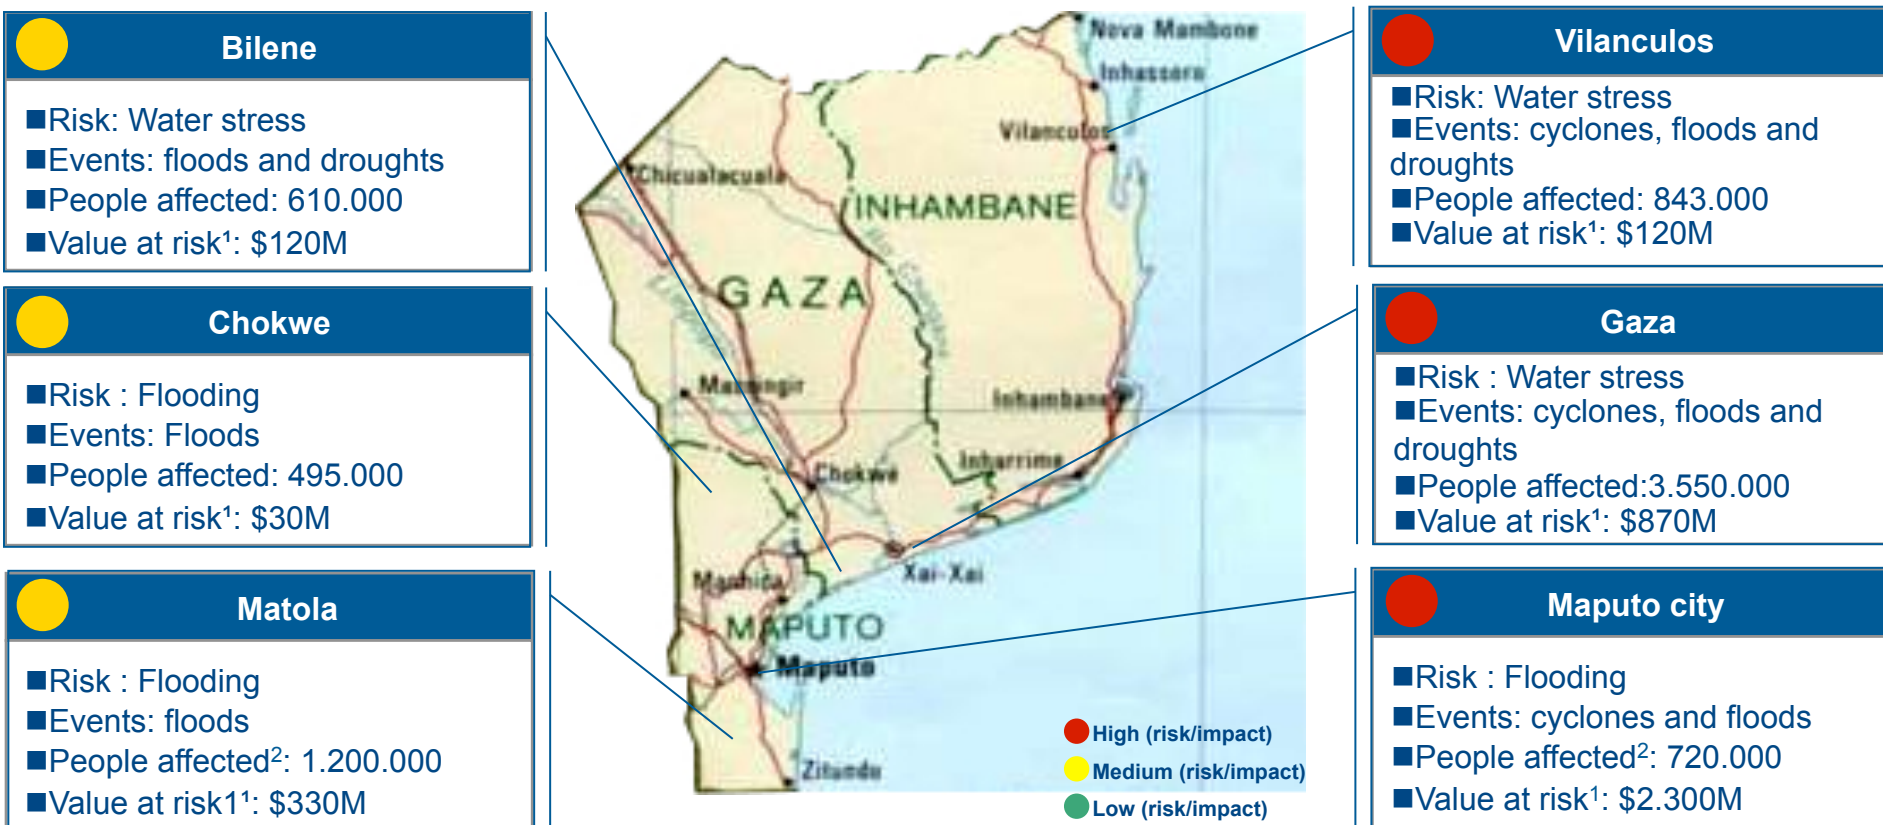 Bilene
■Risk: Water stress
■Events: floods and droughts
■People affected: 610.000
■Value at risk¹: $120M
Chokwe
■Risk : Flooding
■Events: Floods
■People affected: 495.000
■Value at risk¹: $30M
Matola
■Risk : Flooding
■Events: floods
■People affected²: 1.200.000
■Value at risk1¹: $330M
Nova Mambone
Inhassoro
Vilanculos
Chicualacuala
INHAMBANE
GAZA
Massingir
Inhambane
Chokwe
Inharrime
Xai-Xai
Manhica
MAPUTO
Maputo
Zitundo
High (risk/impact)
Medium (risk/impact)
Low (risk/impact)
Vilanculos
■Risk: Water stress
■Events: cyclones, floods and
droughts
■People affected: 843.000
■Value at risk¹: $120M
Gaza
■Risk : Water stress
■Events: cyclones, floods and
droughts
■People affected:3.550.000
■Value at risk¹: $870M
Maputo city
■Risk : Flooding
■Events: cyclones and floods
■People affected²: 720.000
■Value at risk¹: $2.300M